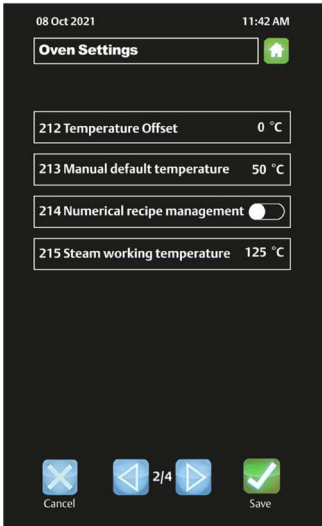 08 Oct 2021 11:42 AM
Oven Settings
212 Temperature Offset 0 °C
213 Manual default temperature 50 °C
214 Numerical recipe management
215 Steam working temperature 125 °C
2/4
Cancel Save